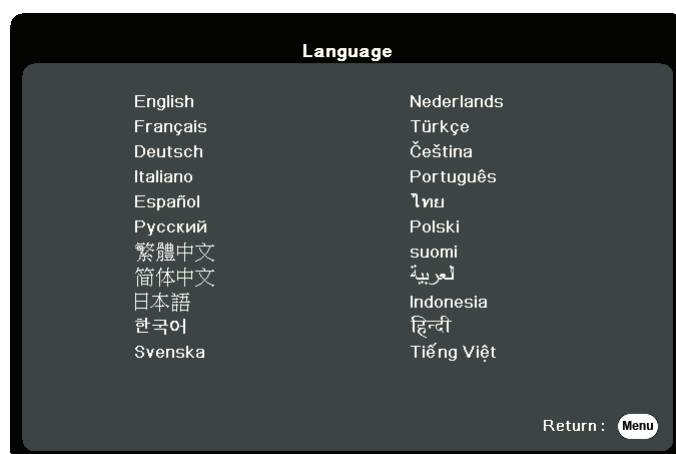 Language
English
Français
Deutsch
Italiano
Español
Русский
繁體中文
简体中文
日本語
한국어
Svenska
Nederlands
Türkçe
Čeština
Português
ไทย
Polski
suomi
لعربية
Indonesia
हिन्दी
Tiếng Việt
Return: Menu